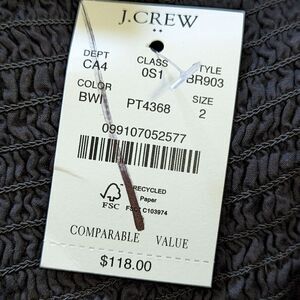 J.CREW
DEPT CLASS STYLE
CA4 0S1 BR903
COLOR SIZE
BWI PT4368 2
099107052577
RECYCLED
Paper
FSC FSC® C103974
COMPARABLE VALUE
$118.00